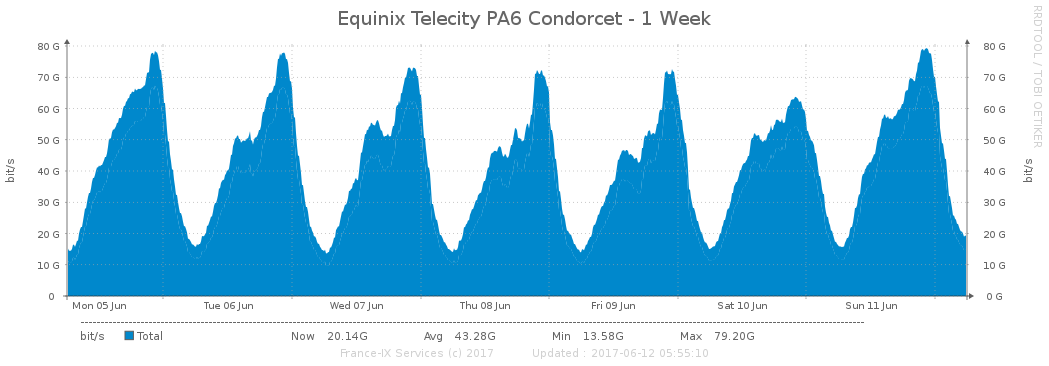 Equinix Telecity PA6 Condorcet - 1 Week
RRDTOOL / TOBI OETIKER
80 G 80 G
70 G 70 G
60 G 60 G
50 G 50 G
40 G 40 G
30 G 30 G
20 G 20 G
10 G 10 G
0 0 G
bit/s
bit/s
Mon 05 Jun Tue 06 Jun Wed 07 Jun Thu 08 Jun Fri 09 Jun Sat 10 Jun Sun 11 Jun
bit/s Total Now 20.14G Avg 43.28G Min 13.58G Max 79.20G
France-IX Services (c) 2017 Updated : 2017-06-12 05:55:10